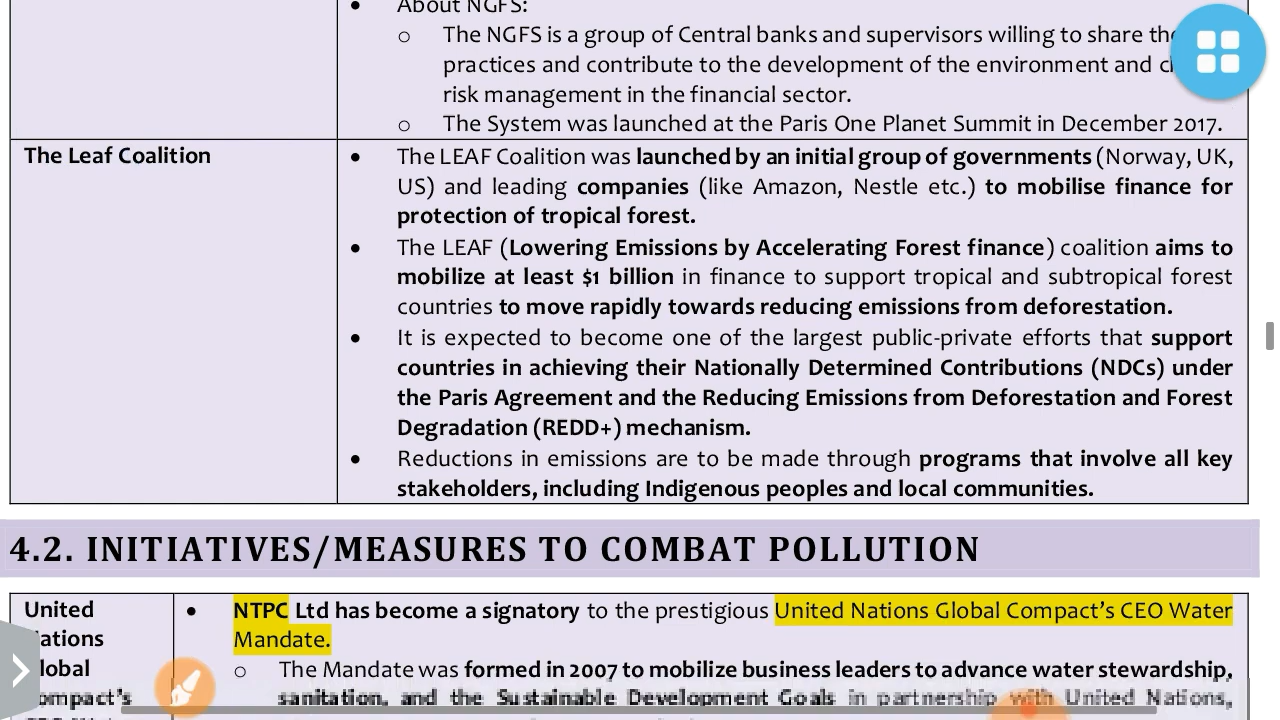 About NGFS:
o The NGFS is a group of Central banks and supervisors willing to share
practices and contribute to the development of the environment and
risk management in the financial sector.
o The System was launched at the Paris One Planet Summit in December 2017.
The Leaf Coalition
• The LEAF Coalition was launched by an initial group of governments (Norway, UK,
US) and leading companies (like Amazon, Nestle etc.) to mobilise finance for
protection of tropical forest.
• The LEAF (Lowering Emissions by Accelerating Forest finance) coalition aims to
mobilize at least $1 billion in finance to support tropical and subtropical forest
countries to move rapidly towards reducing emissions from deforestation.
• It is expected to become one of the largest public-private efforts that support
countries in achieving their Nationally Determined Contributions (NDCs) under
the Paris Agreement and the Reducing Emissions from Deforestation and Forest
Degradation (REDD+) mechanism.
• Reductions in emissions are to be made through programs that involve all key
stakeholders, including Indigenous peoples and local communities.
4.2. INITIATIVES/MEASURES TO COMBAT POLLUTION
United
• NTPC Ltd has become a signatory to the prestigious United Nations Global Compact's CEO Water
Mandate.
o The Mandate was formed in 2007 to mobilize business leaders to advance water stewardship,
sanitation, and the Sustainable Development Goals in partnership with United Nations,